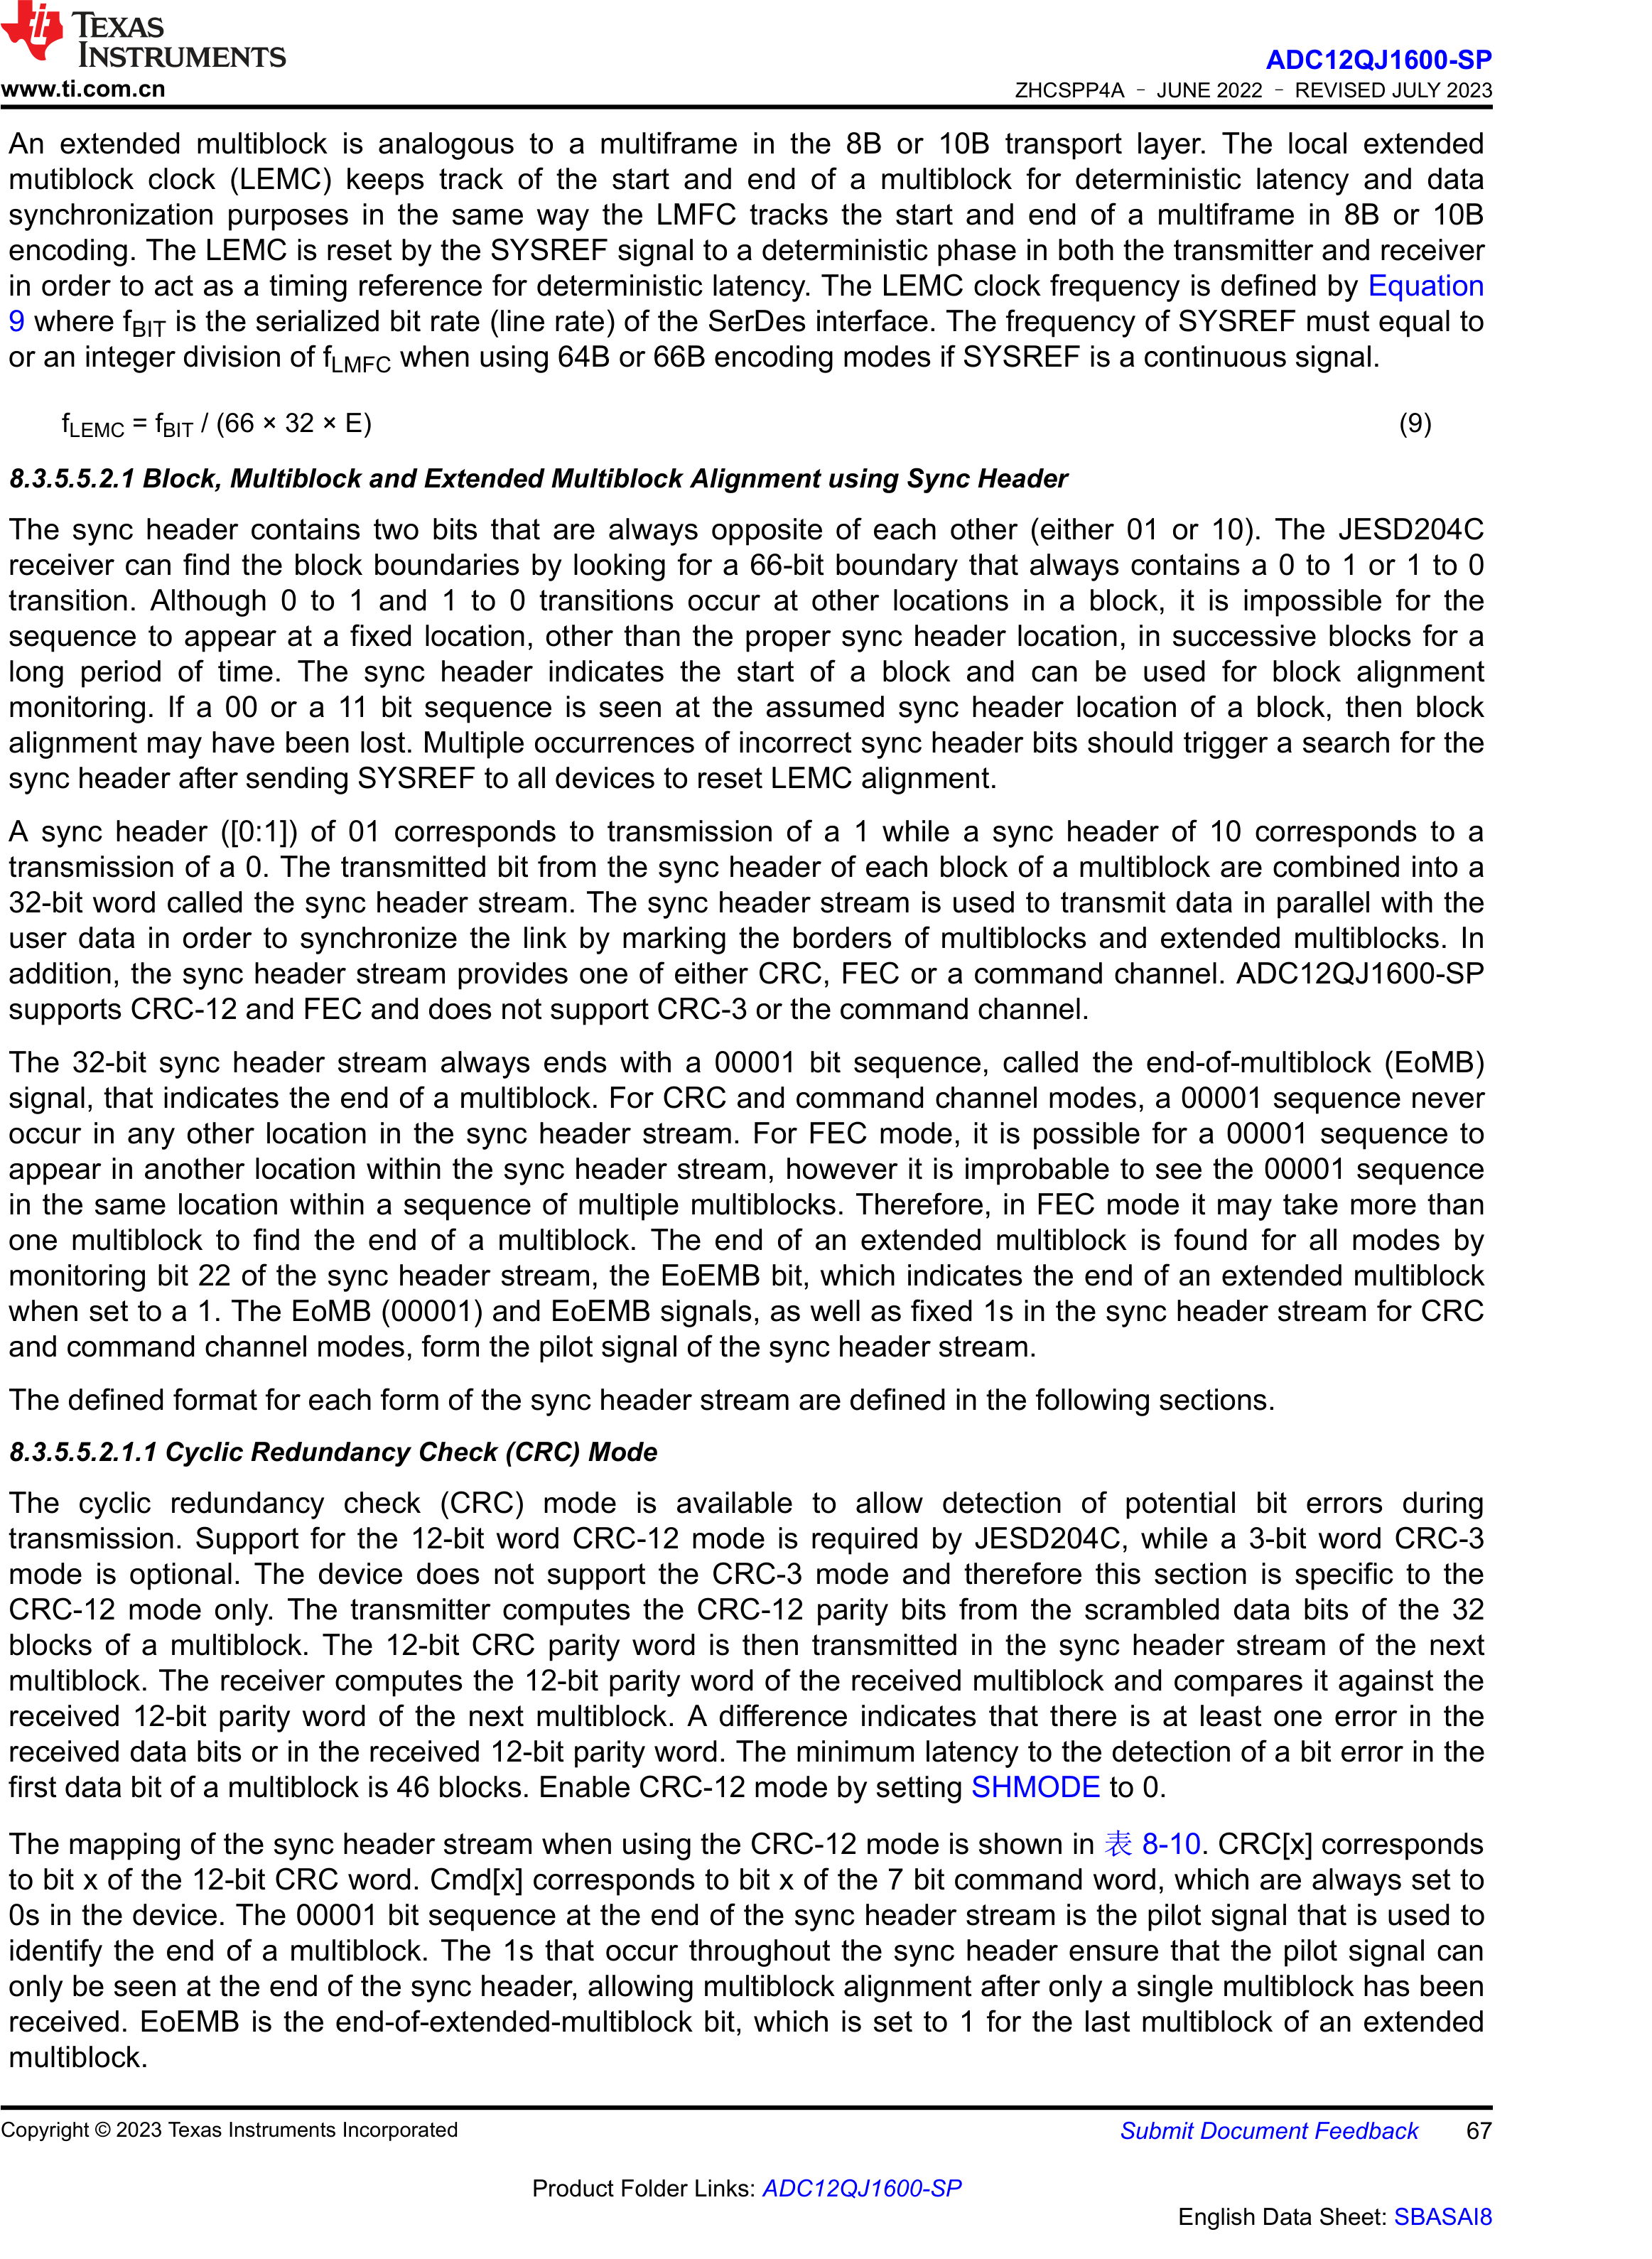 TEXAS
INSTRUMENTS
www.ti.com.cn
ADC12QJ1600-SP
ZHCSPP4A – JUNE 2022 – REVISED JULY 2023
An extended multiblock is analogous to a multiframe in the 8B or 10B transport layer. The local extended
mutiblock clock (LEMC) keeps track of the start and end of a multiblock for deterministic latency and data
synchronization purposes in the same way the LMFC tracks the start and end of a multiframe in 8B or 10B
encoding. The LEMC is reset by the SYSREF signal to a deterministic phase in both the transmitter and receiver
in order to act as a timing reference for deterministic latency. The LEMC clock frequency is defined by Equation
9 where fBIT is the serialized bit rate (line rate) of the SerDes interface. The frequency of SYSREF must equal to
or an integer division of fLMFC when using 64B or 66B encoding modes if SYSREF is a continuous signal.
fLEMC = fBIT / (66 × 32 × E) (9)
8.3.5.5.2.1 Block, Multiblock and Extended Multiblock Alignment using Sync Header
The sync header contains two bits that are always opposite of each other (either 01 or 10). The JESD204C
receiver can find the block boundaries by looking for a 66-bit boundary that always contains a 0 to 1 or 1 to 0
transition. Although 0 to 1 and 1 to 0 transitions occur at other locations in a block, it is impossible for the
sequence to appear at a fixed location, other than the proper sync header location, in successive blocks for a
long period of time. The sync header indicates the start of a block and can be used for block alignment
monitoring. If a 00 or a 11 bit sequence is seen at the assumed sync header location of a block, then block
alignment may have been lost. Multiple occurrences of incorrect sync header bits should trigger a search for the
sync header after sending SYSREF to all devices to reset LEMC alignment.
A sync header ([0:1]) of 01 corresponds to transmission of a 1 while a sync header of 10 corresponds to a
transmission of a 0. The transmitted bit from the sync header of each block of a multiblock are combined into a
32-bit word called the sync header stream. The sync header stream is used to transmit data in parallel with the
user data in order to synchronize the link by marking the borders of multiblocks and extended multiblocks. In
addition, the sync header stream provides one of either CRC, FEC or a command channel. ADC12QJ1600-SP
supports CRC-12 and FEC and does not support CRC-3 or the command channel.
The 32-bit sync header stream always ends with a 00001 bit sequence, called the end-of-multiblock (EoMB)
signal, that indicates the end of a multiblock. For CRC and command channel modes, a 00001 sequence never
occur in any other location in the sync header stream. For FEC mode, it is possible for a 00001 sequence to
appear in another location within the sync header stream, however it is improbable to see the 00001 sequence
in the same location within a sequence of multiple multiblocks. Therefore, in FEC mode it may take more than
one multiblock to find the end of a multiblock. The end of an extended multiblock is found for all modes by
monitoring bit 22 of the sync header stream, the EoEMB bit, which indicates the end of an extended multiblock
when set to a 1. The EoMB (00001) and EoEMB signals, as well as fixed 1s in the sync header stream for CRC
and command channel modes, form the pilot signal of the sync header stream.
The defined format for each form of the sync header stream are defined in the following sections.
8.3.5.5.2.1.1 Cyclic Redundancy Check (CRC) Mode
The cyclic redundancy check (CRC) mode is available to allow detection of potential bit errors during
transmission. Support for the 12-bit word CRC-12 mode is required by JESD204C, while a 3-bit word CRC-3
mode is optional. The device does not support the CRC-3 mode and therefore this section is specific to the
CRC-12 mode only. The transmitter computes the CRC-12 parity bits from the scrambled data bits of the 32
blocks of a multiblock. The 12-bit CRC parity word is then transmitted in the sync header stream of the next
multiblock. The receiver computes the 12-bit parity word of the received multiblock and compares it against the
received 12-bit parity word of the next multiblock. A difference indicates that there is at least one error in the
received data bits or in the received 12-bit parity word. The minimum latency to the detection of a bit error in the
first data bit of a multiblock is 46 blocks. Enable CRC-12 mode by setting SHMODE to 0.
The mapping of the sync header stream when using the CRC-12 mode is shown in 表 8-10. CRC[x] corresponds
to bit x of the 12-bit CRC word. Cmd[x] corresponds to bit x of the 7 bit command word, which are always set to
0s in the device. The 00001 bit sequence at the end of the sync header stream is the pilot signal that is used to
identify the end of a multiblock. The 1s that occur throughout the sync header ensure that the pilot signal can
only be seen at the end of the sync header, allowing multiblock alignment after only a single multiblock has been
received. EoEMB is the end-of-extended-multiblock bit, which is set to 1 for the last multiblock of an extended
multiblock.
Copyright © 2023 Texas Instruments Incorporated
Submit Document Feedback 67
Product Folder Links: ADC12QJ1600-SP
English Data Sheet: SBASAI8